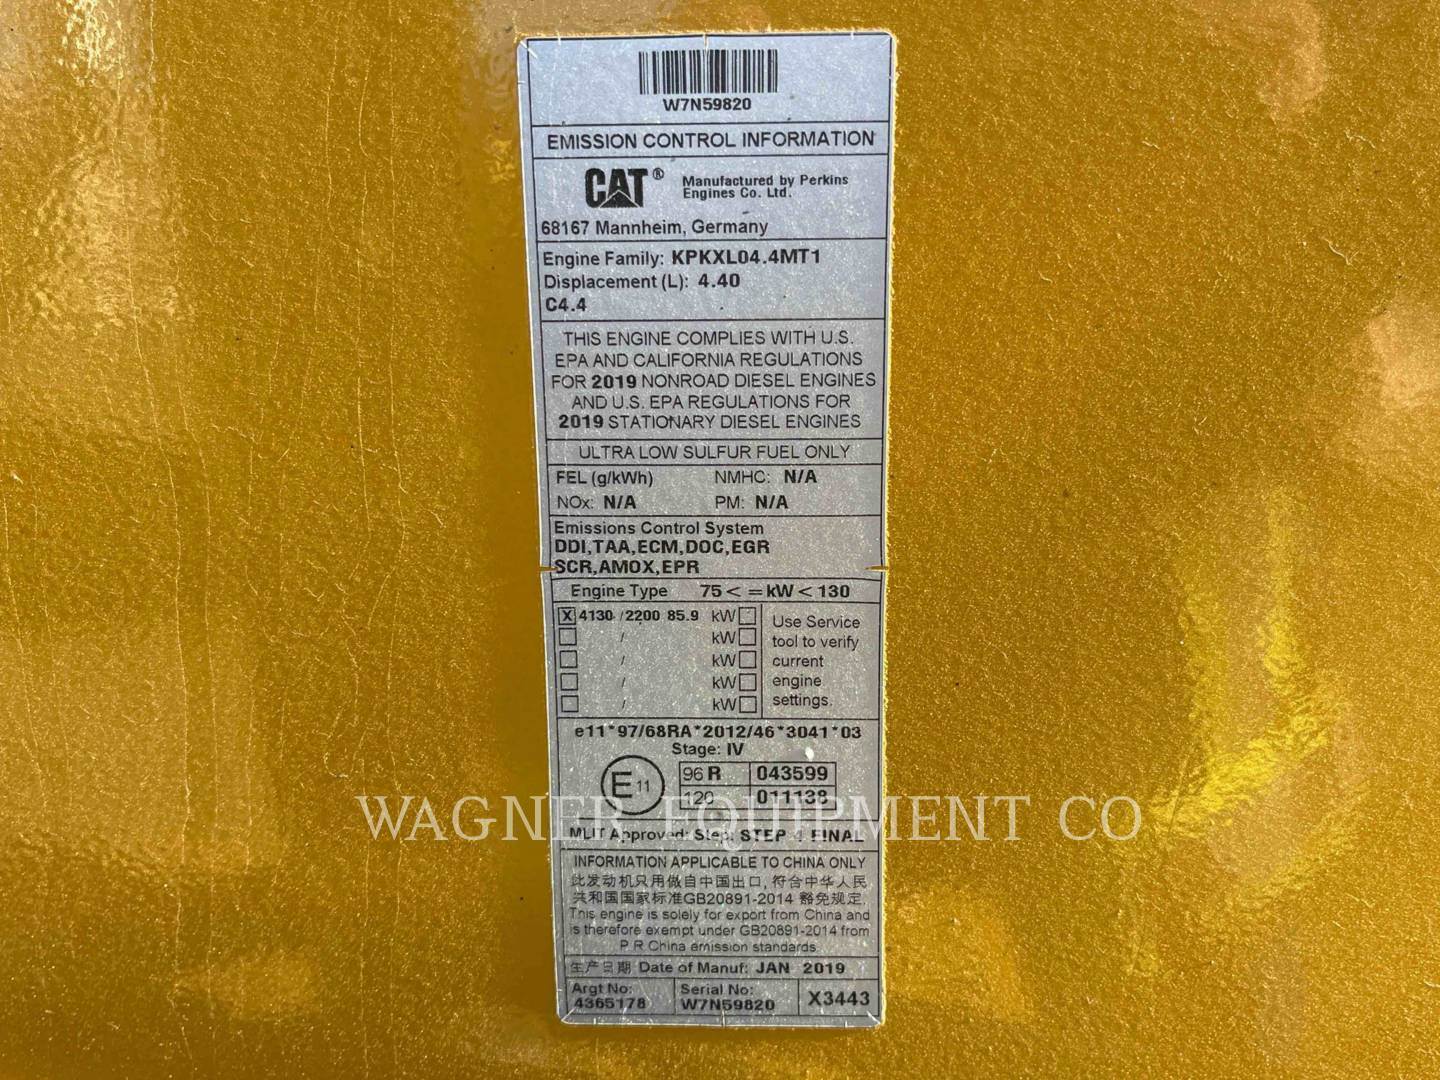 W7N59820
EMISSION CONTROL INFORMATION
CAT® Manufactured by Perkins
Engines Co. Ltd.
68167 Mannheim, Germany
Engine Family: KPKXL04.4MT1
Displacement (L): 4.40
C4.4
THIS ENGINE COMPLIES WITH U.S.
EPA AND CALIFORNIA REGULATIONS
FOR 2019 NONROAD DIESEL ENGINES
AND U.S. EPA REGULATIONS FOR
2019 STATIONARY DIESEL ENGINES
ULTRA LOW SULFUR FUEL ONLY
FEL (g/kWh) NMHC: N/A
NOx: N/A PM: N/A
Emissions Control System
DDI,TAA,ECM,DOC,EGR
SCR,AMOX,EPR
Engine Type 75 < = kW < 130
X 4130 /2200 85.9 kW
/ kW
/ kW
/ kW
/ kW
Use Service
tool to verify
current
engine
settings.
e11*97/68RA*2012/46*3041*03
Stage: IV
E 11
96 R 043599
120 011138
WAGNER EQUIPMENT CO
MLIT Approved: Step: STEP 4 FINAL
INFORMATION APPLICABLE TO CHINA ONLY
此发动机只用做自中国出口, 符合中华人民
共和国国家标准GB20891-2014 豁免规定.
This engine is solely for export from China and
is therefore exempt under GB20891-2014 from
P R China emission standards.
生产日期 Date of Manuf: JAN 2019
Argt No:
4365178
Serial No:
W7N59820
X3443